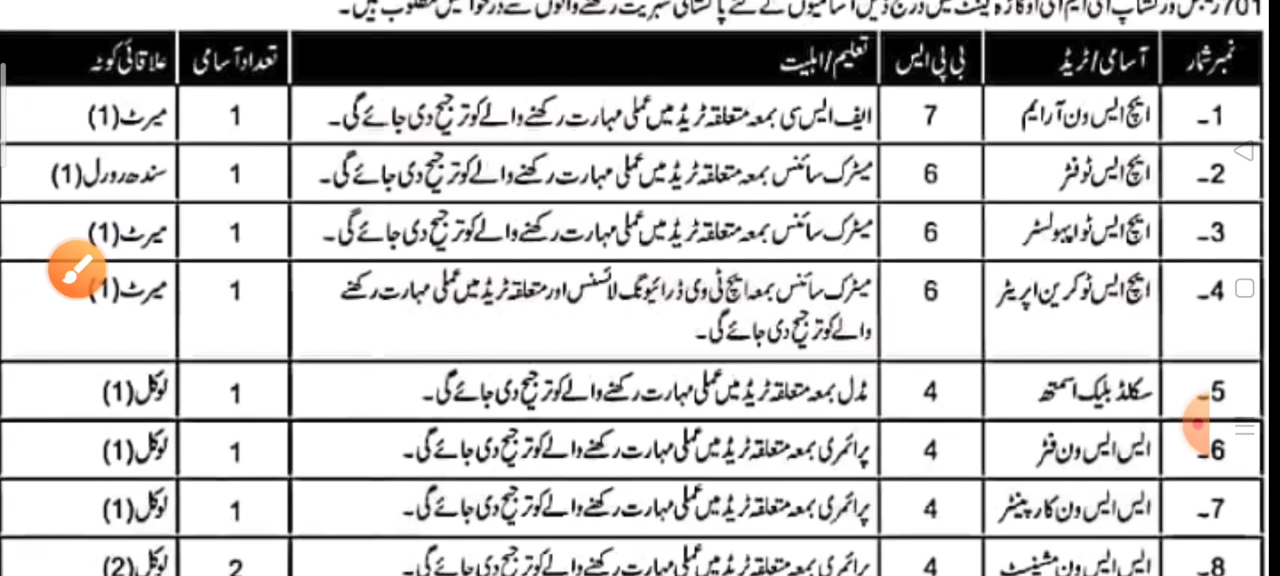 701 ریجنل ورکشاپ ای ایم ای اوکاڑہ کینٹ میں درج ذیل آسامیوں کے لئے پاکستانی شہریت رکھنے والوں سے درخواستیں مطلوب ہیں۔
نمبر شمار آسامی/ٹریڈ بی پی ایس تعلیم/اہلیت تعداد آسامی علاقائی کوٹہ
1۔ ایچ ایس ون آر ایم 7 ایف ایس سی بمعہ متعلقہ ٹریڈ میں عملی مہارت رکھنے والے کو ترجیح دی جائے گی۔ 1 میرٹ (1)
2۔ ایچ ایس ٹو فٹر 6 میٹرک سائنس بمعہ متعلقہ ٹریڈ میں عملی مہارت رکھنے والے کو ترجیح دی جائے گی۔ 1 سندھ رورل (1)
3۔ ایچ ایس ٹو اپہولسٹر 6 میٹرک سائنس بمعہ متعلقہ ٹریڈ میں عملی مہارت رکھنے والے کو ترجیح دی جائے گی۔ 1 میرٹ (1)
4۔ ایچ ایس ٹو کرین اپریٹر 6 میٹرک سائنس بمعہ ایچ ٹی وی ڈرائیونگ لائسنس اور متعلقہ ٹریڈ میں عملی مہارت رکھنے 1 میرٹ (1)
والے کو ترجیح دی جائے گی۔
5۔ سکلڈ بلیک اسمتھ 4 مڈل بمعہ متعلقہ ٹریڈ میں عملی مہارت رکھنے والے کو ترجیح دی جائے گی۔ 1 لوکل (1)
6۔ ایس ایس ون فٹر 4 پرائمری بمعہ متعلقہ ٹریڈ میں عملی مہارت رکھنے والے کو ترجیح دی جائے گی۔ 1 لوکل (1)
7۔ ایس ایس ون کارپینٹر 4 پرائمری بمعہ متعلقہ ٹریڈ میں عملی مہارت رکھنے والے کو ترجیح دی جائے گی۔ 1 لوکل (1)
8۔ ایس ایس ون مشینسٹ 4 پرائمری بمعہ متعلقہ ٹریڈ میں عملی مہارت رکھنے والے کو ترجیح دی جائے گی۔ 2 لوکل (2)